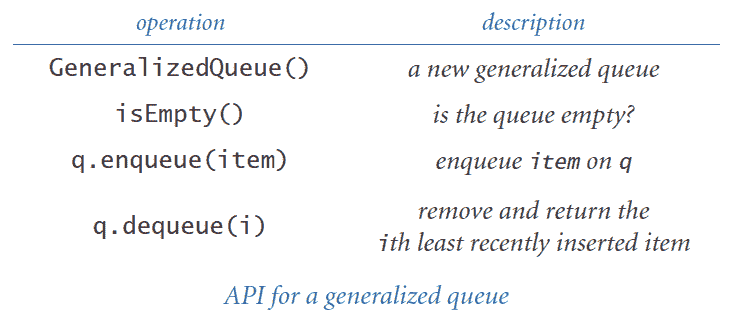 operation description
GeneralizedQueue() a new generalized queue
isEmpty() is the queue empty?
q.enqueue(item) enqueue item on q
q.dequeue(i) remove and return the
ith least recently inserted item
API for a generalized queue